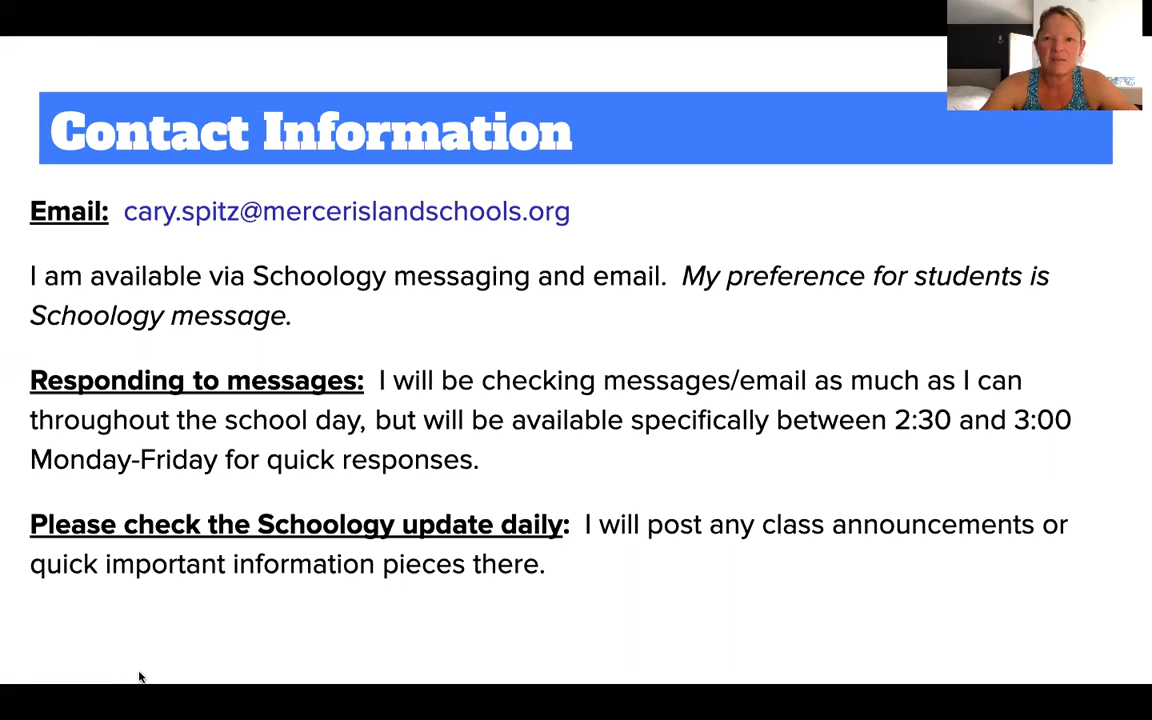 Contact Information
Email: cary.spitz@mercerislandschools.org
I am available via Schoology messaging and email. My preference for students is
Schoology message.
Responding to messages: I will be checking messages/email as much as I can
throughout the school day, but will be available specifically between 2:30 and 3:00
Monday-Friday for quick responses.
Please check the Schoology update daily: I will post any class announcements or
quick important information pieces there.